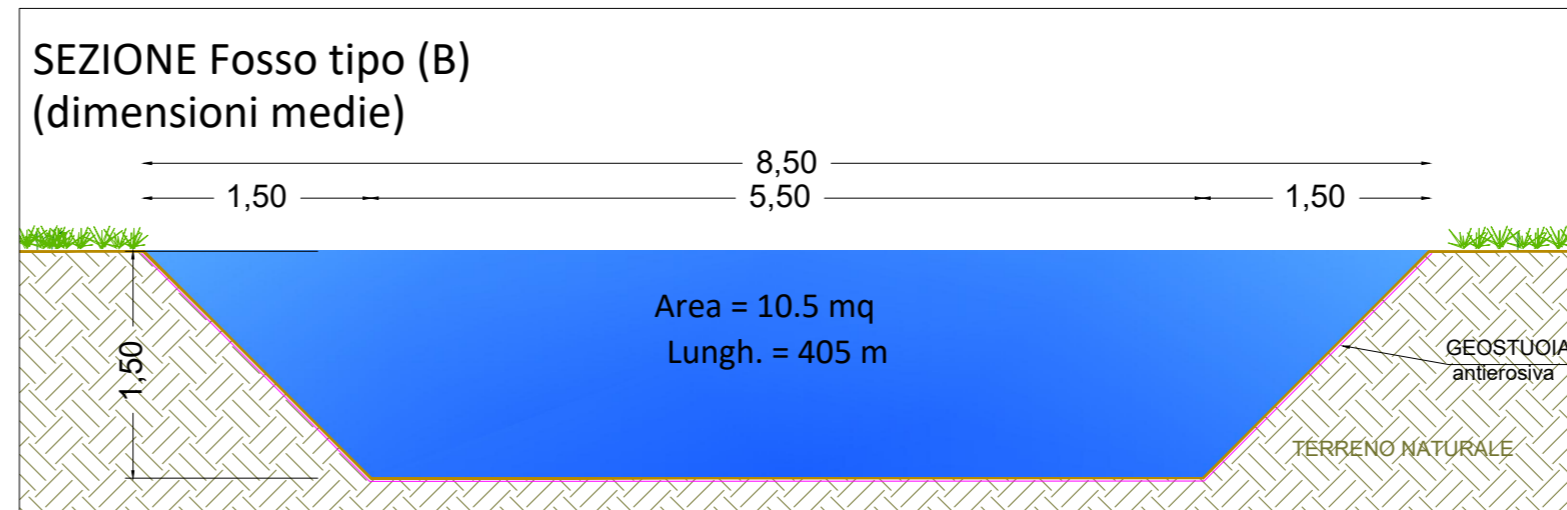 SEZIONE Fosso tipo (B)
(dimensioni medie)
8,50
1,50 5,50 1,50
1,50
Area = 10.5 mq
Lungh. = 405 m
GEOSTUOIA
antierosiva
TERRENO NATURALE